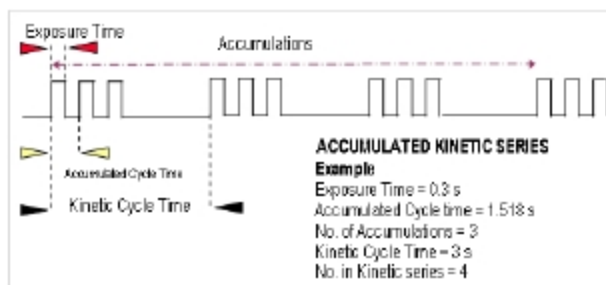 Exposure Time
Accumulations
Accumulated Cycle Time
Kinetic Cycle Time
ACCUMULATED KINETIC SERIES
Example
Exposure Time = 0.3 s
Accumulated Cycle time = 1.518 s
No. of Accumulations = 3
Kinetic Cycle Time = 3 s
No. in Kinetic series = 4